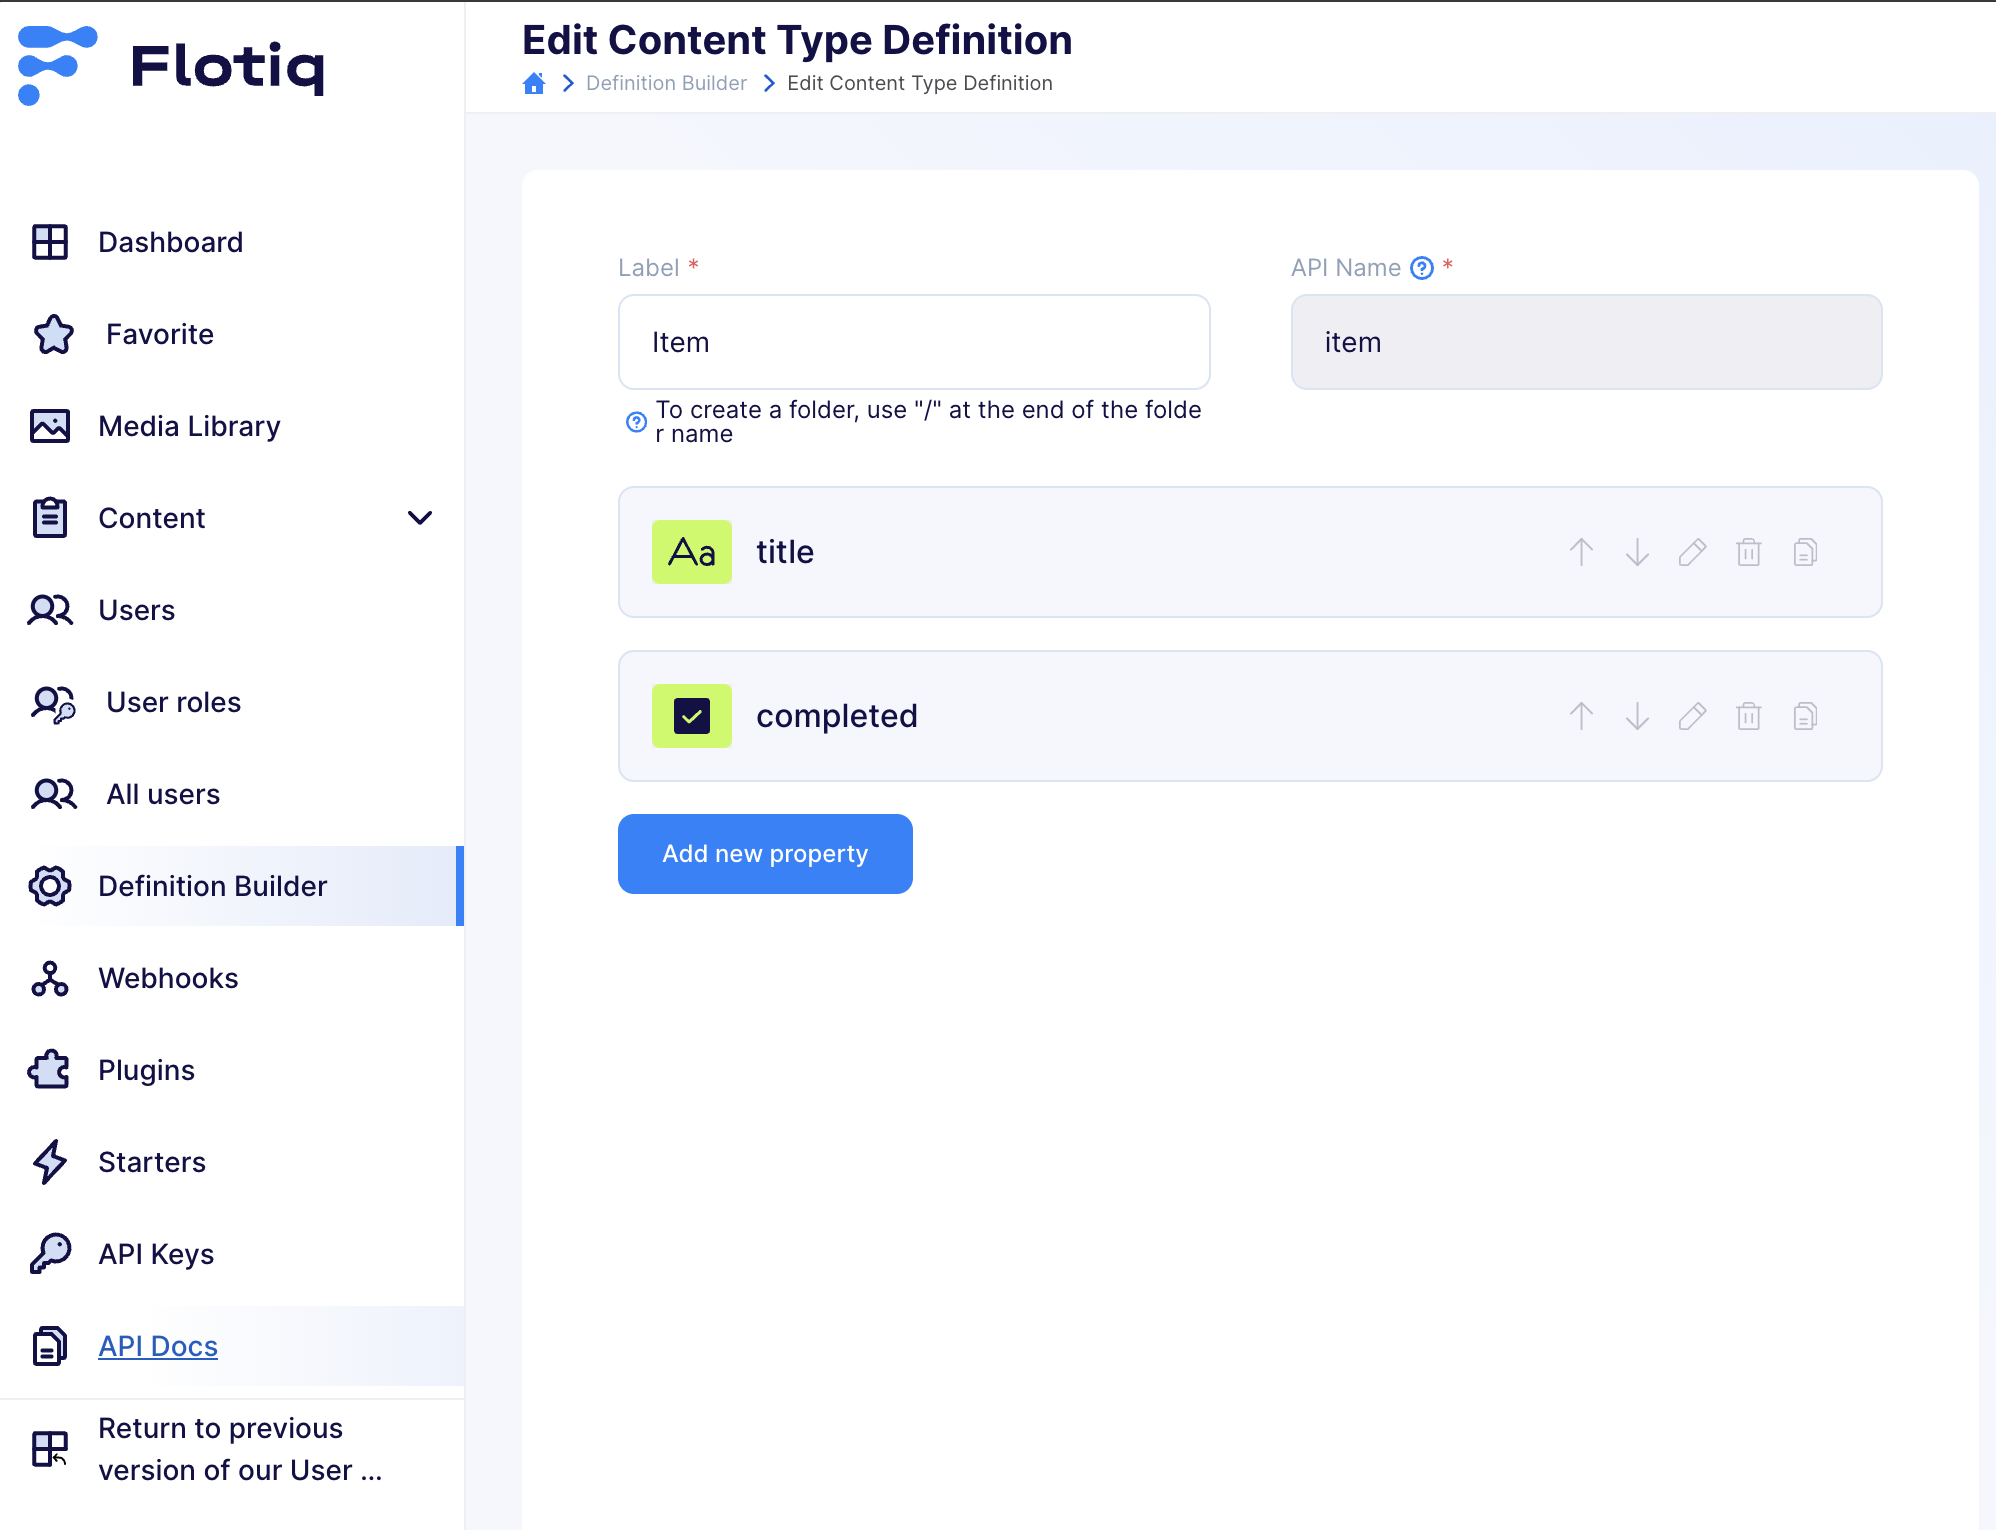 Flotiq
Dashboard
Favorite
Media Library
Content
Users
User roles
All users
Definition Builder
Webhooks
Plugins
Starters
API Keys
API Docs
Return to previous
version of our User ...
Edit Content Type Definition
Definition Builder
Edit Content Type Definition
Label *
Item
To create a folder, use "/" at the end of the folde
r name
API Name ? *
item
Aa title
completed
Add new property